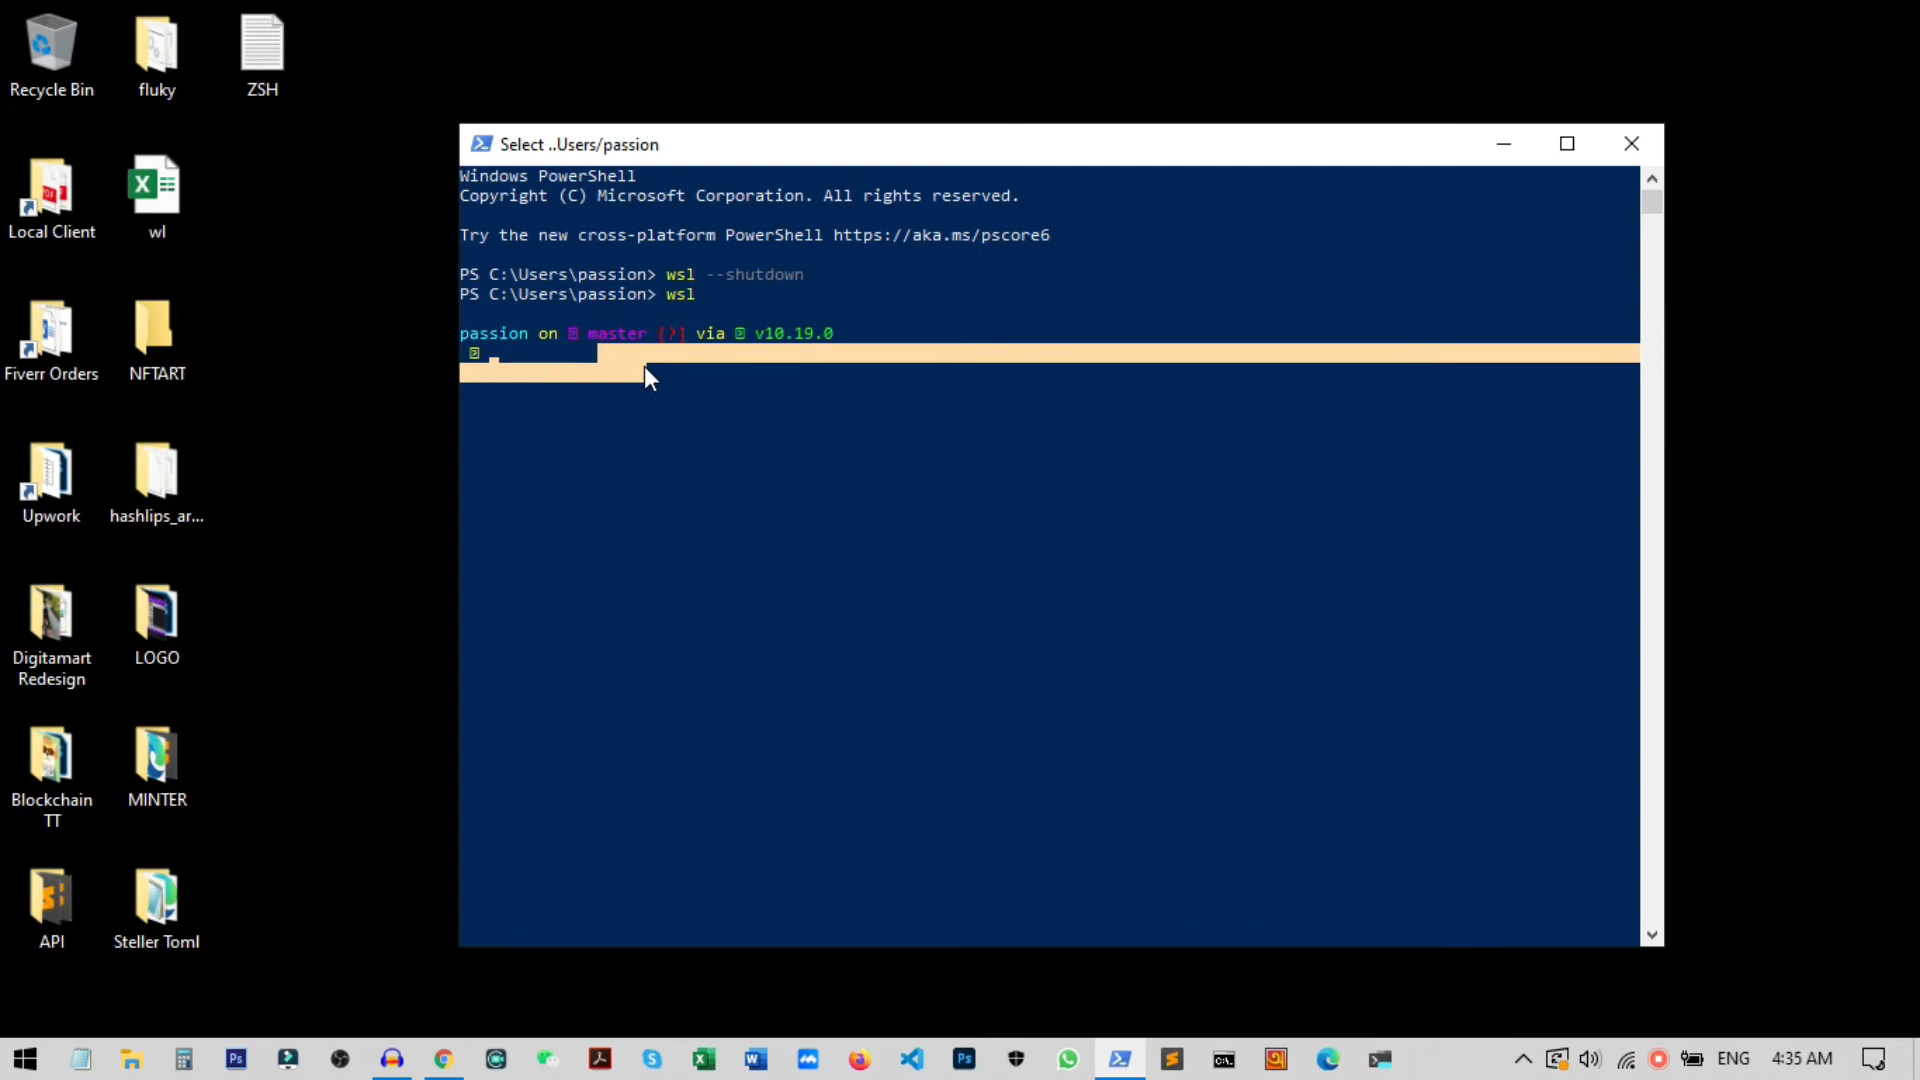 Recycle Bin
fluky
ZSH
Local Client
wl
Fiverr Orders
NFTART
Upwork
hashlips_ar...
Digitamart
Redesign
LOGO
Blockchain
TT
MINTER
API
Steller Toml
Select ..Users/passion
Windows PowerShell
Copyright (C) Microsoft Corporation. All rights reserved.
Try the new cross-platform PowerShell https://aka.ms/pscore6
PS C:\Users\passion> wsl --shutdown
PS C:\Users\passion> wsl
passion on master [?] via v10.19.0
ENG
4:35 AM